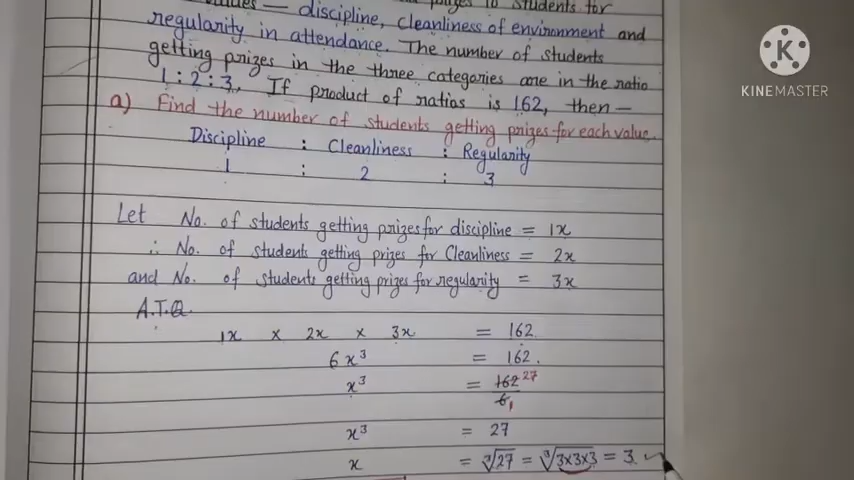 values — discipline, cleanliness of environment and
regularity in attendance. The number of students
getting prizes in the three categories are in the ratio
1 : 2 : 3. If product of ratios is 162, then —
a) Find the number of students getting prizes for each value.
Discipline : Cleanliness : Regularity
1 : 2 : 3
Let No. of students getting prizes for discipline = 1x
∴ No. of students getting prizes for Cleanliness = 2x
and No. of students getting prizes for regularity = 3x
A.T.Q.
1x × 2x × 3x = 162
6x³ = 162.
x³ = 162 27
6 1
x³ = 27
x = ∛27 = ∛3×3×3 = 3
KINEMASTER